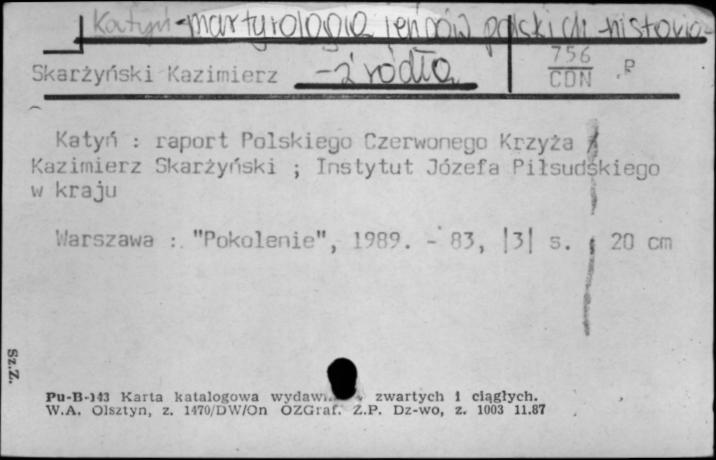 Katyń - martyrologia jeńców polskich - historia -
- źródła
756
CDN
P
Skarżyński Kazimierz
Katyń : raport Polskiego Czerwonego Krzyża /
Kazimierz Skarżyński ; Instytut Józefa Piłsudskiego
w kraju
Warszawa : "Pokolenie", 1989. - 83, |3| s. ; 20 cm
Sz.Z.
Pu-B-143 Karta katalogowa zwartych i ciągłych.
W.A. Olsztyn, z. 1470/DW/On OZGraf. Z.P. Dz-wo, z. 1003 11.87